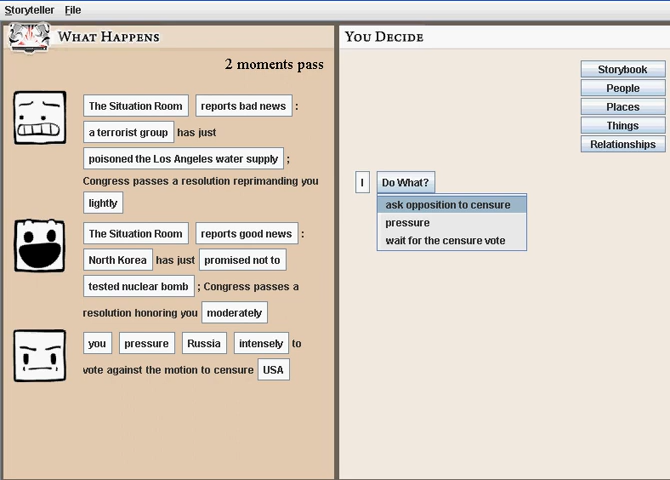 Storyteller File
What Happens
2 moments pass
The Situation Room reports bad news :
a terrorist group has just
poisoned the Los Angeles water supply ;
Congress passes a resolution reprimanding you
lightly
The Situation Room reports good news :
North Korea has just promised not to
tested nuclear bomb ; Congress passes a
resolution honoring you moderately
you pressure Russia intensely to
vote against the motion to censure USA
You Decide
Storybook
People
Places
Things
Relationships
I Do What?
ask opposition to censure
pressure
wait for the censure vote